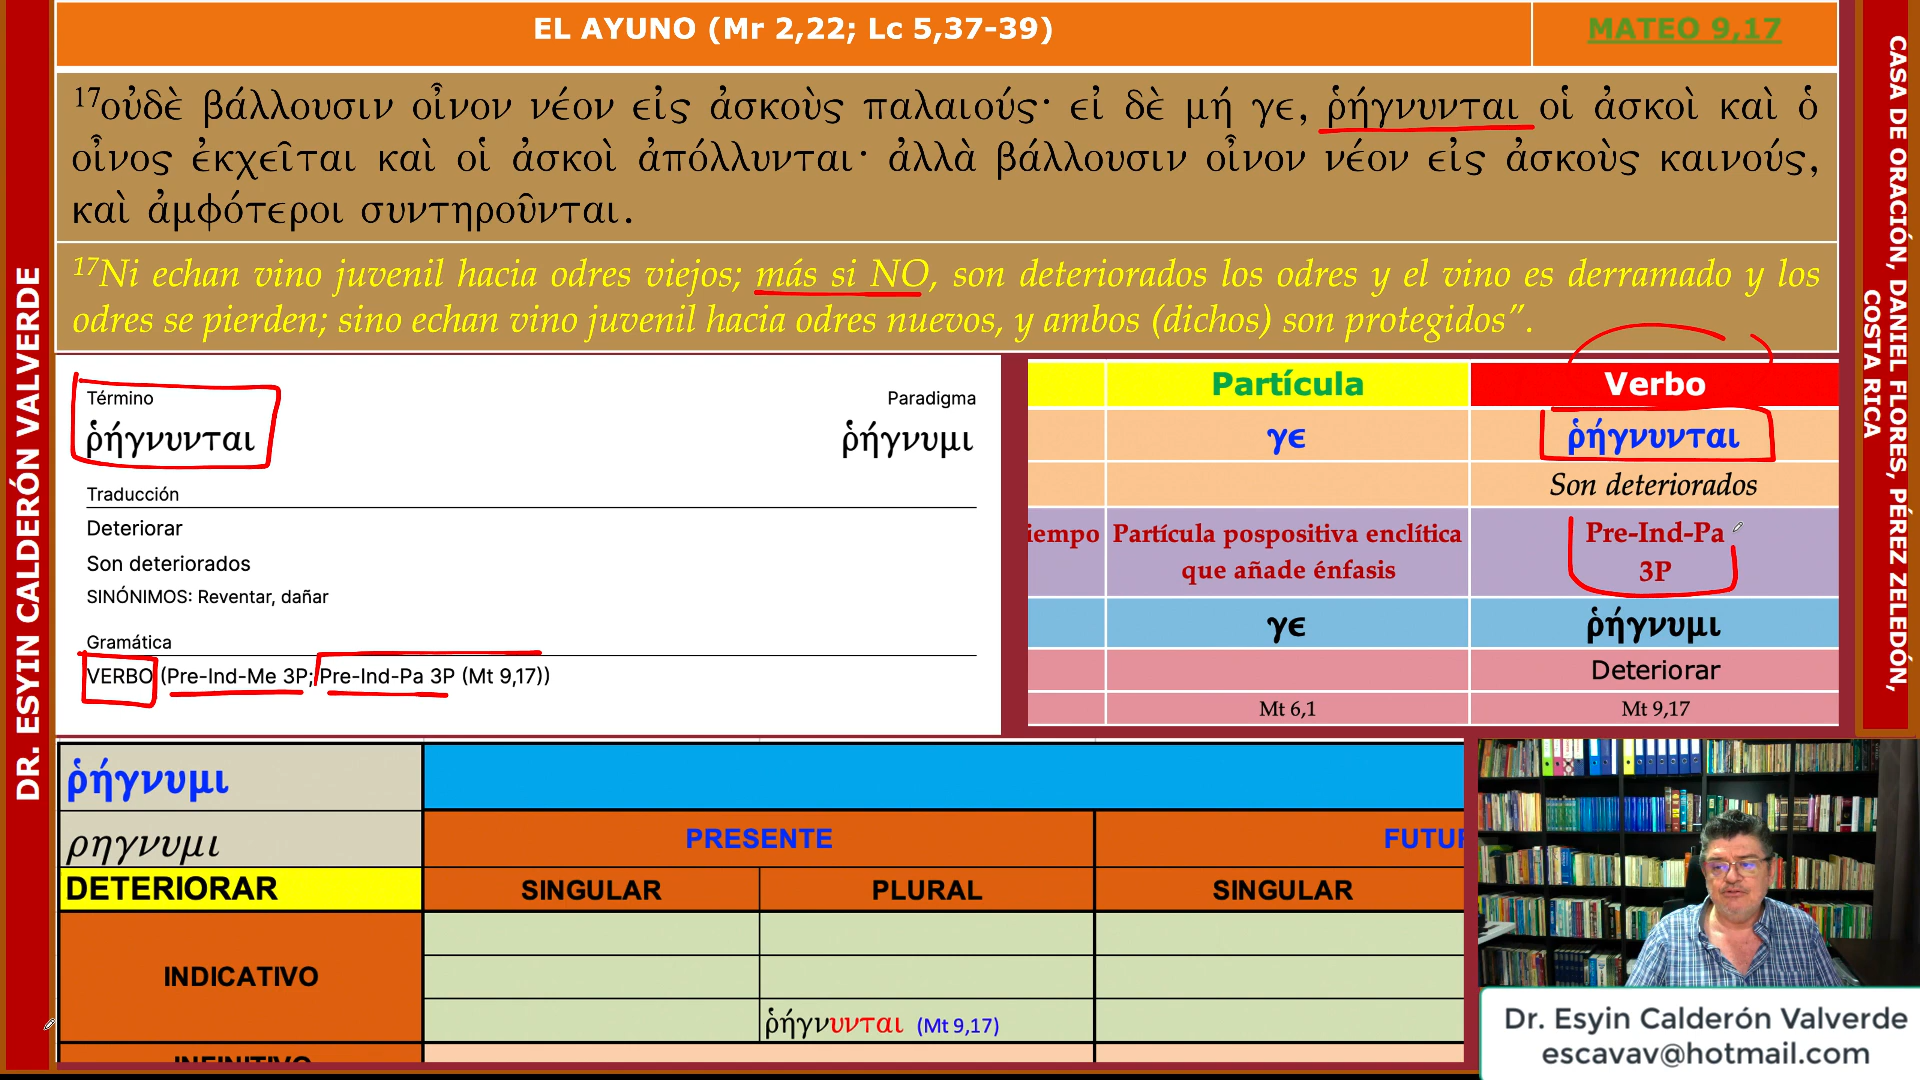 EL AYUNO (Mr 2,22; Lc 5,37-39)
MATEO 9,17
¹⁷οὐδὲ βάλλουσιν οἶνον νέον εἰς ἀσκοὺς παλαιούς· εἰ δὲ μή γε, ῥήγνυνται οἱ ἀσκοὶ καὶ ὁ
οἶνος ἐκχεῖται καὶ οἱ ἀσκοὶ ἀπόλλυνται· ἀλλὰ βάλλουσιν οἶνον νέον εἰς ἀσκοὺς καινούς,
καὶ ἀμφότεροι συντηροῦνται.
¹⁷Ni echan vino juvenil hacia odres viejos; más si NO, son deteriorados los odres y el vino es derramado y los
odres se pierden; sino echan vino juvenil hacia odres nuevos, y ambos (dichos) son protegidos”.
DR. ESYIN CALDERÓN VALVERDE
CASA DE ORACIÓN, DANIEL FLORES, PÉREZ ZELEDÓN,
COSTA RICA
Término
Paradigma
ῥήγνυνται
ῥήγνυμι
Traducción
Deteriorar
Son deteriorados
SINÓNIMOS: Reventar, dañar
Gramática
VERBO (Pre-Ind-Me 3P; Pre-Ind-Pa 3P (Mt 9,17))
Partícula
Verbo
γε
ῥήγνυνται
Son deteriorados
iempo
Partícula pospositiva enclítica
que añade énfasis
Pre-Ind-Pa
3P
γε
ῥήγνυμι
Deteriorar
Mt 6,1
Mt 9,17
ῥήγνυμι
ρηγνυμι
DETERIORAR
PRESENTE
FUTUR
SINGULAR
PLURAL
SINGULAR
INDICATIVO
ῥήγνυνται (Mt 9,17)
INFINITIVO
Dr. Esyin Calderón Valverde
escavav@hotmail.com